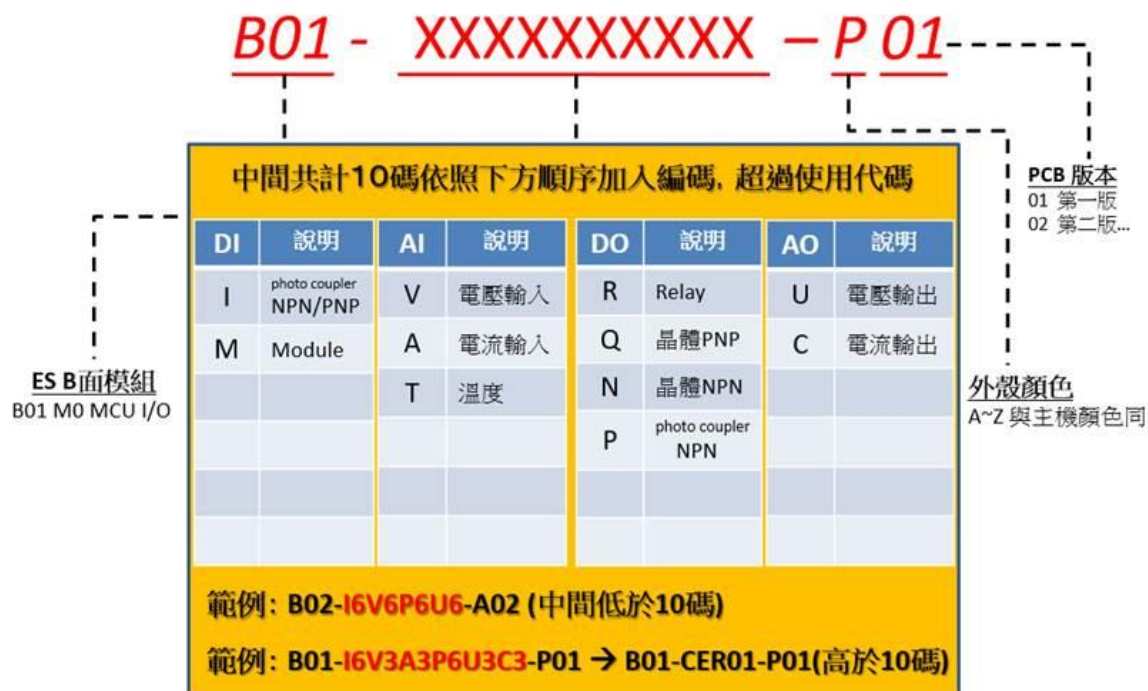 B01 - XXXXXXXXXX – P 01
中間共計10碼依照下方順序加入編碼, 超過使用代碼
PCB 版本
01 第一版
02 第二版...
DI 說明 AI 說明 DO 說明 AO 說明
I photo coupler NPN/PNP V 電壓輸入 R Relay U 電壓輸出
M Module A 電流輸入 Q 晶體PNP C 電流輸出
T 溫度 N 晶體NPN
P photo coupler NPN
ES B面模組
B01 M0 MCU I/O
外殼顏色
A~Z 與主機顏色同
範例: B02-I6V6P6U6-A02 (中間低於10碼)
範例: B01-I6V3A3P6U3C3-P01 → B01-CER01-P01(高於10碼)